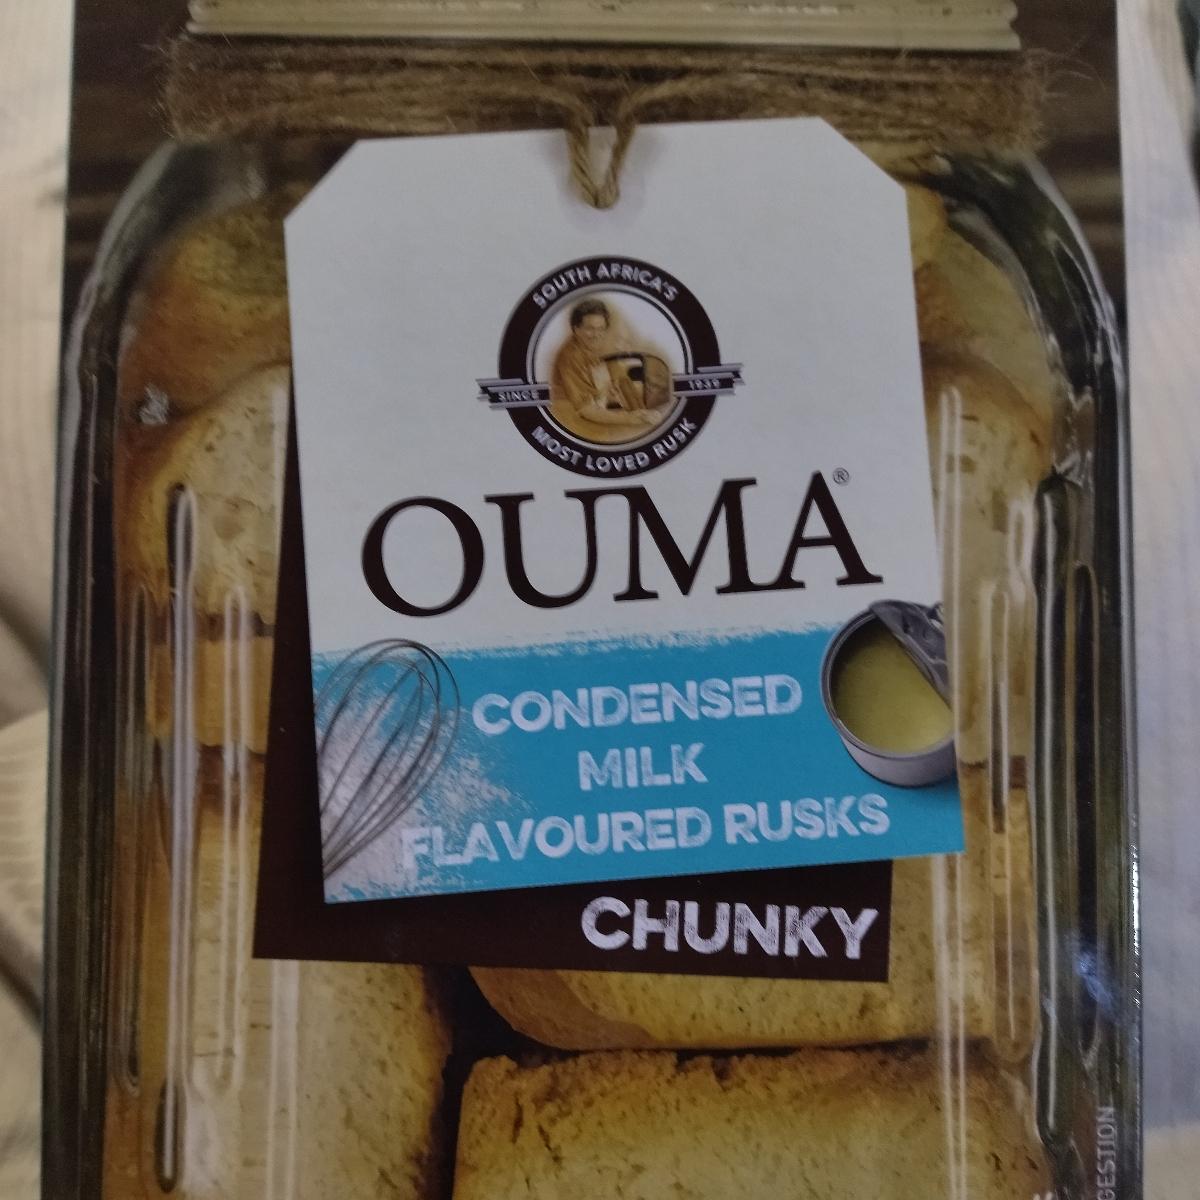 SOUTH AFRICA'S
SINCE 1939
MOST LOVED RUSK
OUMA®
CONDENSED
MILK
FLAVOURED RUSKS
CHUNKY